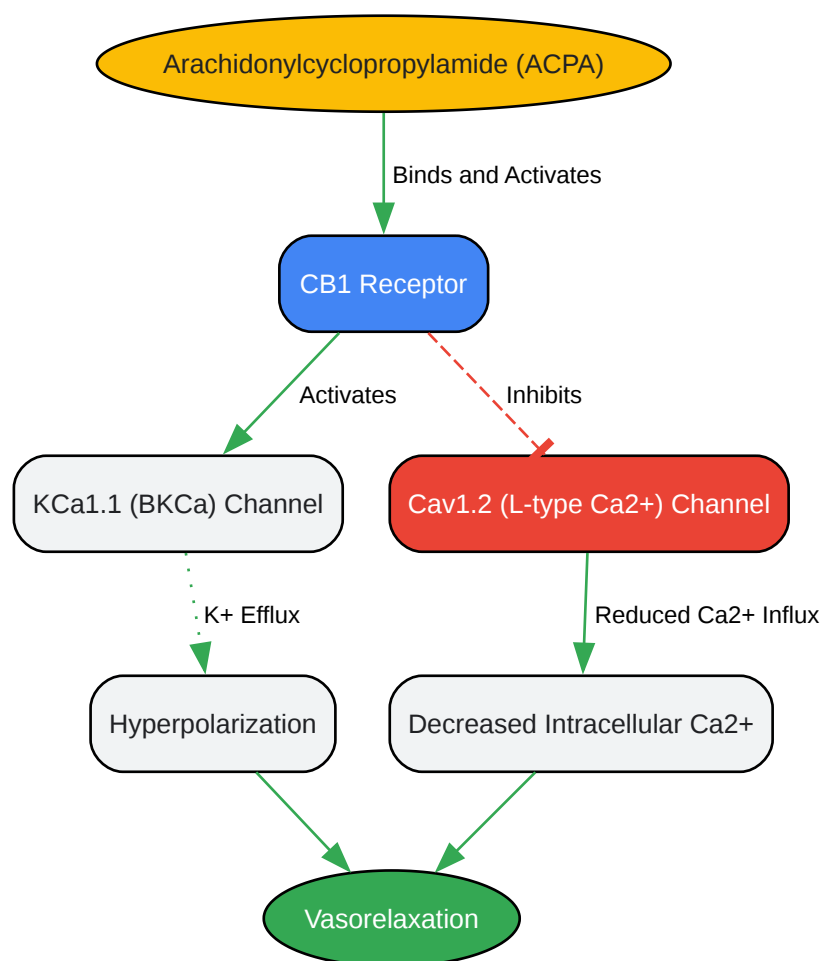 Arachidonylcyclopropylamide (ACPA)
Binds and Activates
CB1 Receptor
Activates
Inhibits
KCa1.1 (BKCa) Channel
Cav1.2 (L-type Ca2+) Channel
K+ Efflux
Reduced Ca2+ Influx
Hyperpolarization
Decreased Intracellular Ca2+
Vasorelaxation